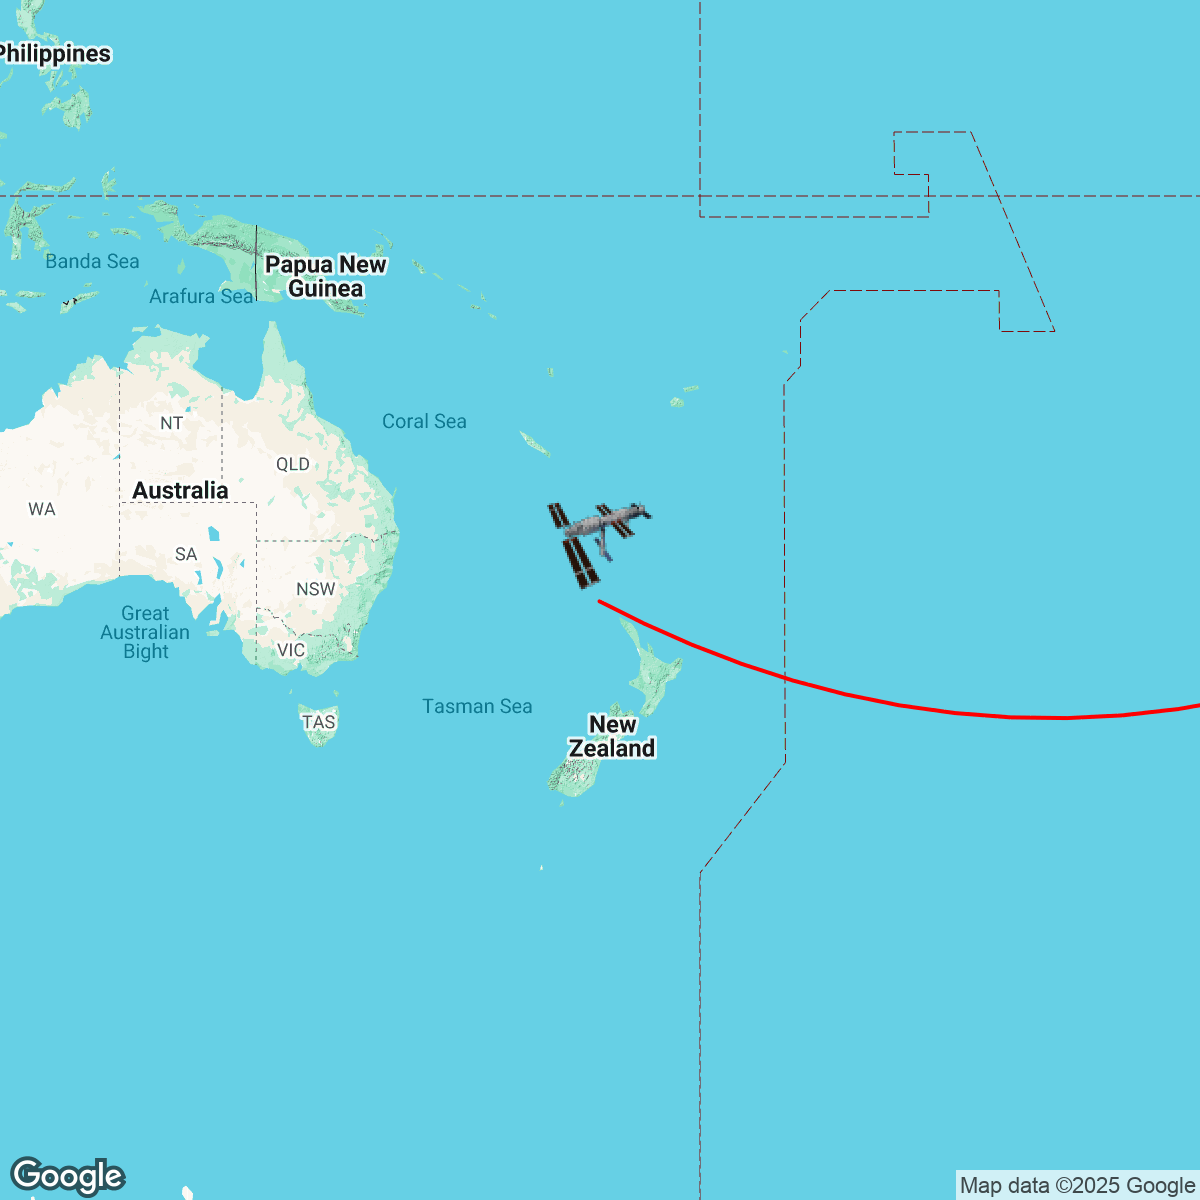 Philippines
Banda Sea
Arafura Sea
Papua New
Guinea
Coral Sea
NT
QLD
Australia
WA
SA
NSW
Great
Australian
Bight
VIC
TAS
Tasman Sea
New
Zealand
Google
Map data ©2025 Google